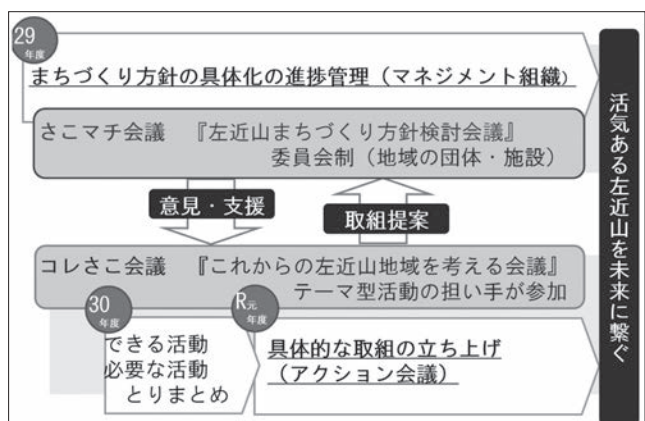 29
年度
まちづくり方針の具体化の進捗管理（マネジメント組織）
さこマチ会議　『左近山まちづくり方針検討会議』
委員会制（地域の団体・施設）
意見・支援
取組提案
コレさこ会議　『これからの左近山地域を考える会議』
テーマ型活動の担い手が参加
30
年度
できる活動
必要な活動
とりまとめ
R元
年度
具体的な取組の立ち上げ
（アクション会議）
活気ある左近山を未来に繋ぐ